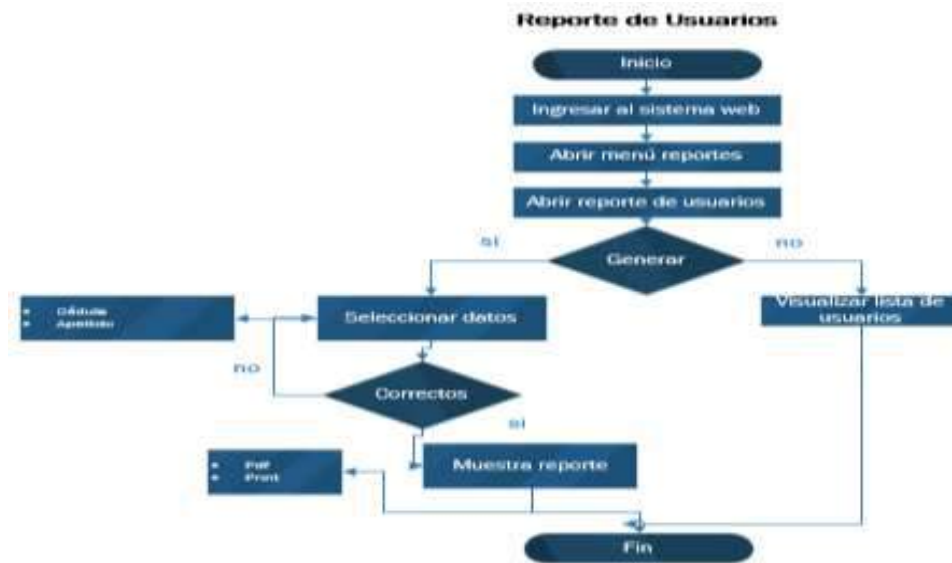 Reporte de Usuarios
Inicio
Ingresar al sistema web
Abrir menú reportes
Abrir reporte de usuarios
si
Generar
no
Cédula
Apellido
Seleccionar datos
Visualizar lista de
usuarios
no
Correctos
si
Pdf
Print
Muestra reporte
Fin